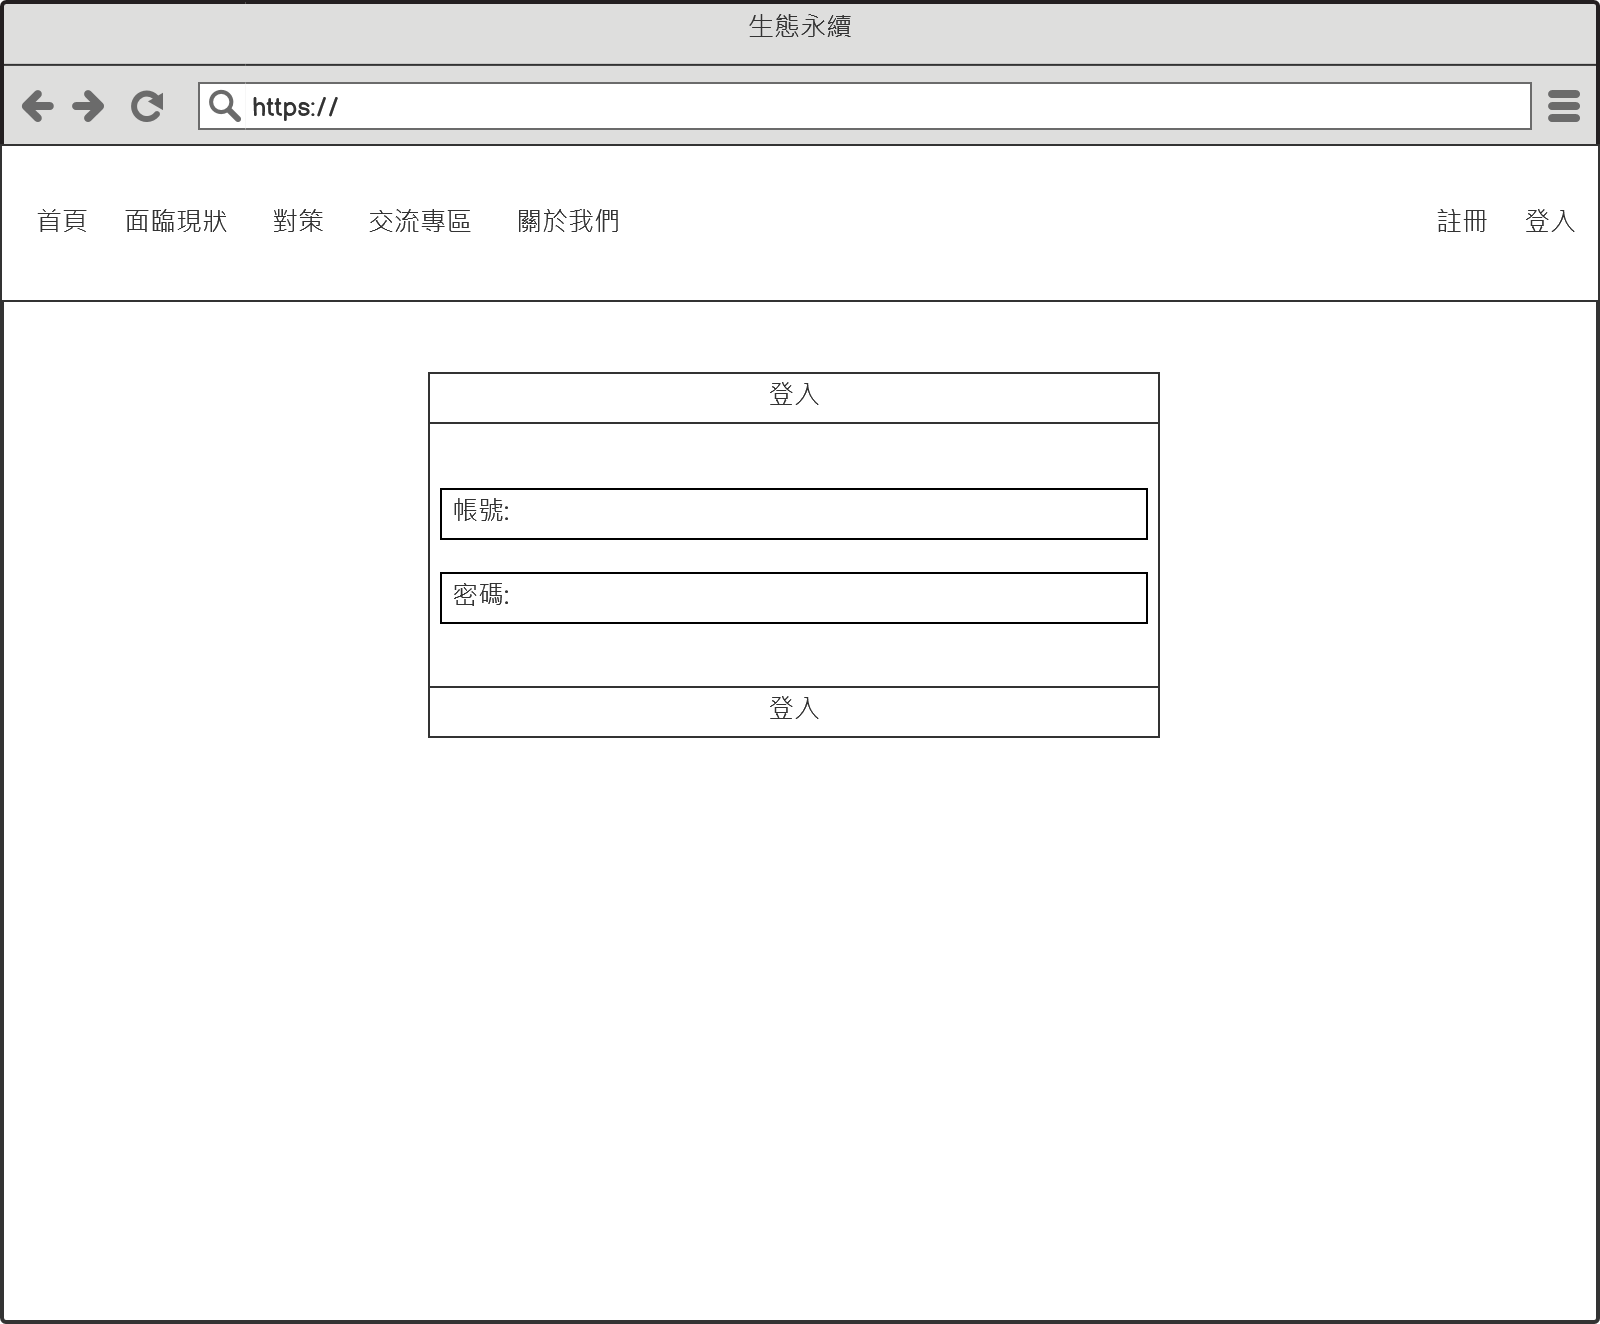 生態永續
https://
首頁 面臨現狀 對策 交流專區 關於我們 註冊 登入
登入
帳號:
密碼:
登入